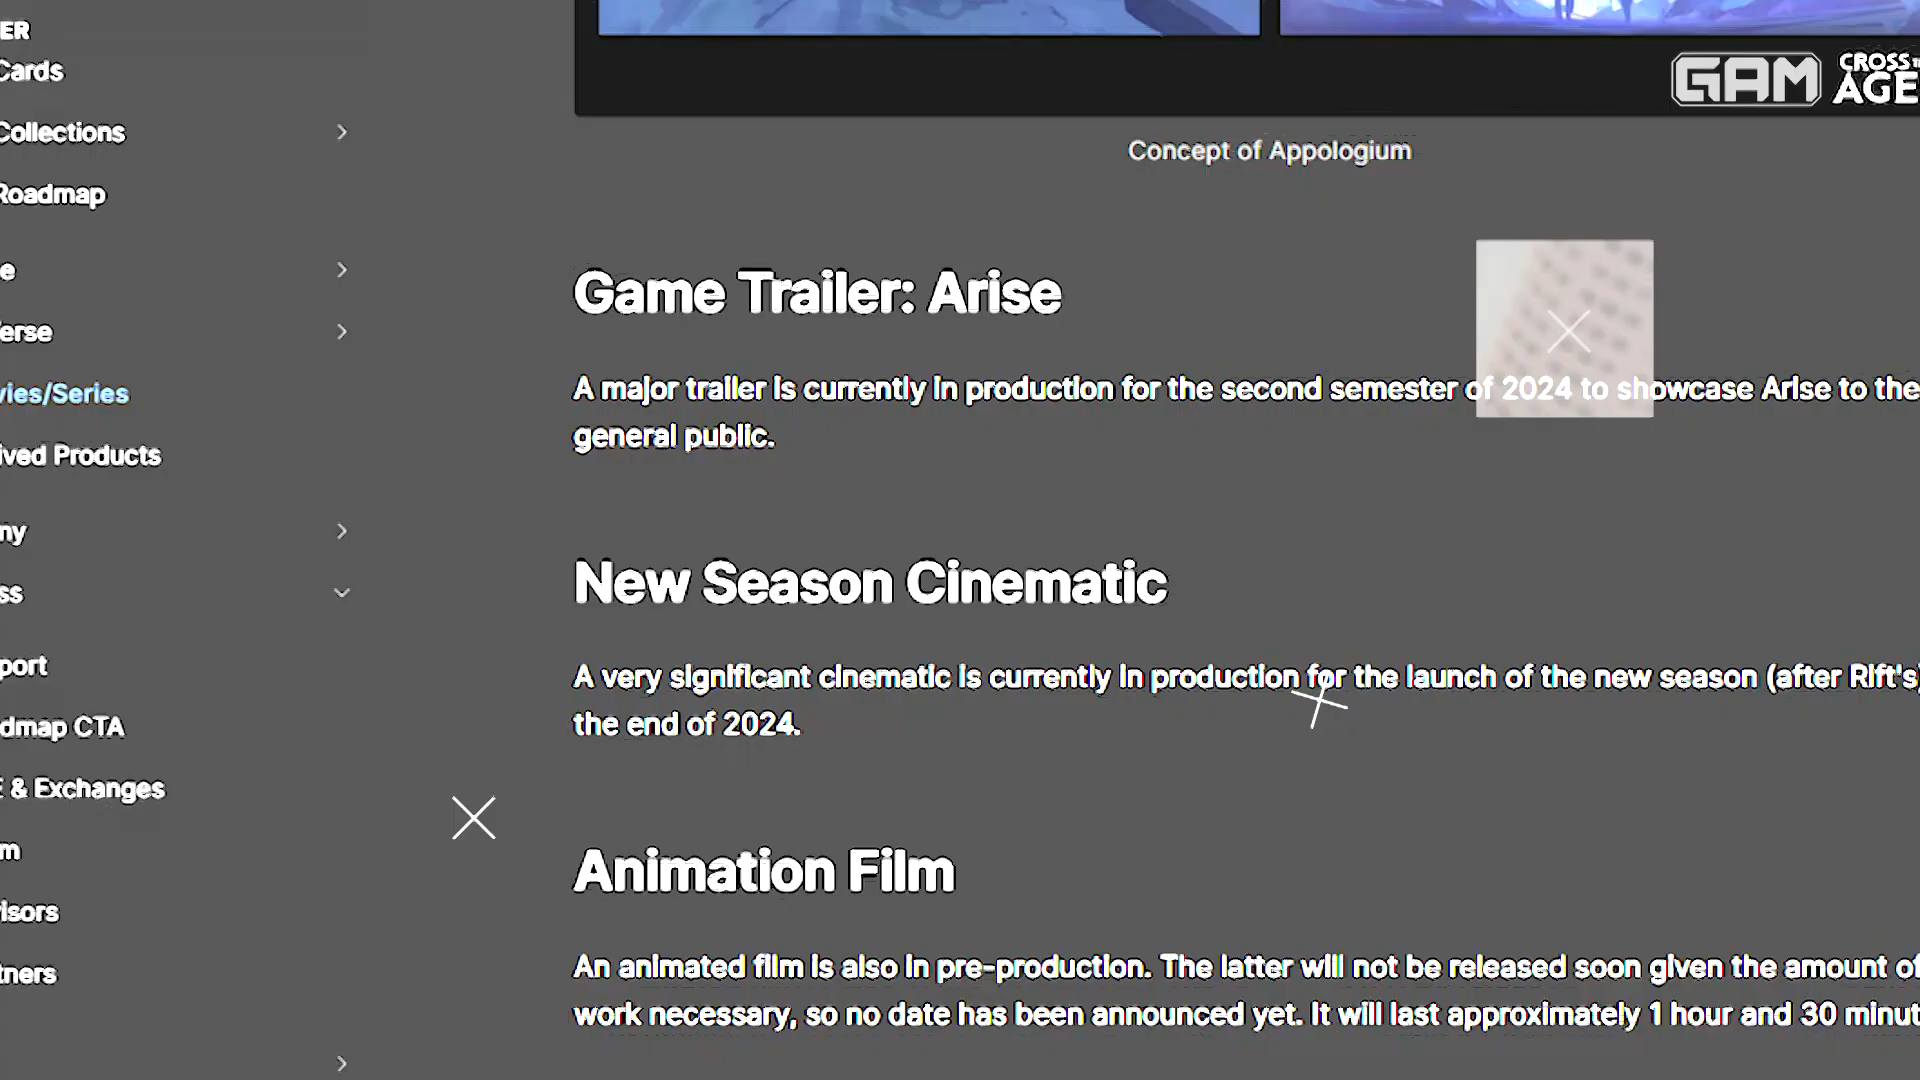 ER
Cards
Collections
Roadmap
e
erse
vies/Series
ived Products
ny
ss
port
dmap CTA
E & Exchanges
m
isors
tners
GAM CROSS THE AGE
Concept of Appologium
Game Trailer: Arise
A major trailer is currently in production for the second semester of 2024 to showcase Arise to the
general public.
New Season Cinematic
A very significant cinematic is currently in production for the launch of the new season (after Rift's)
the end of 2024.
Animation Film
An animated film is also in pre-production. The latter will not be released soon given the amount of
work necessary, so no date has been announced yet. It will last approximately 1 hour and 30 minut